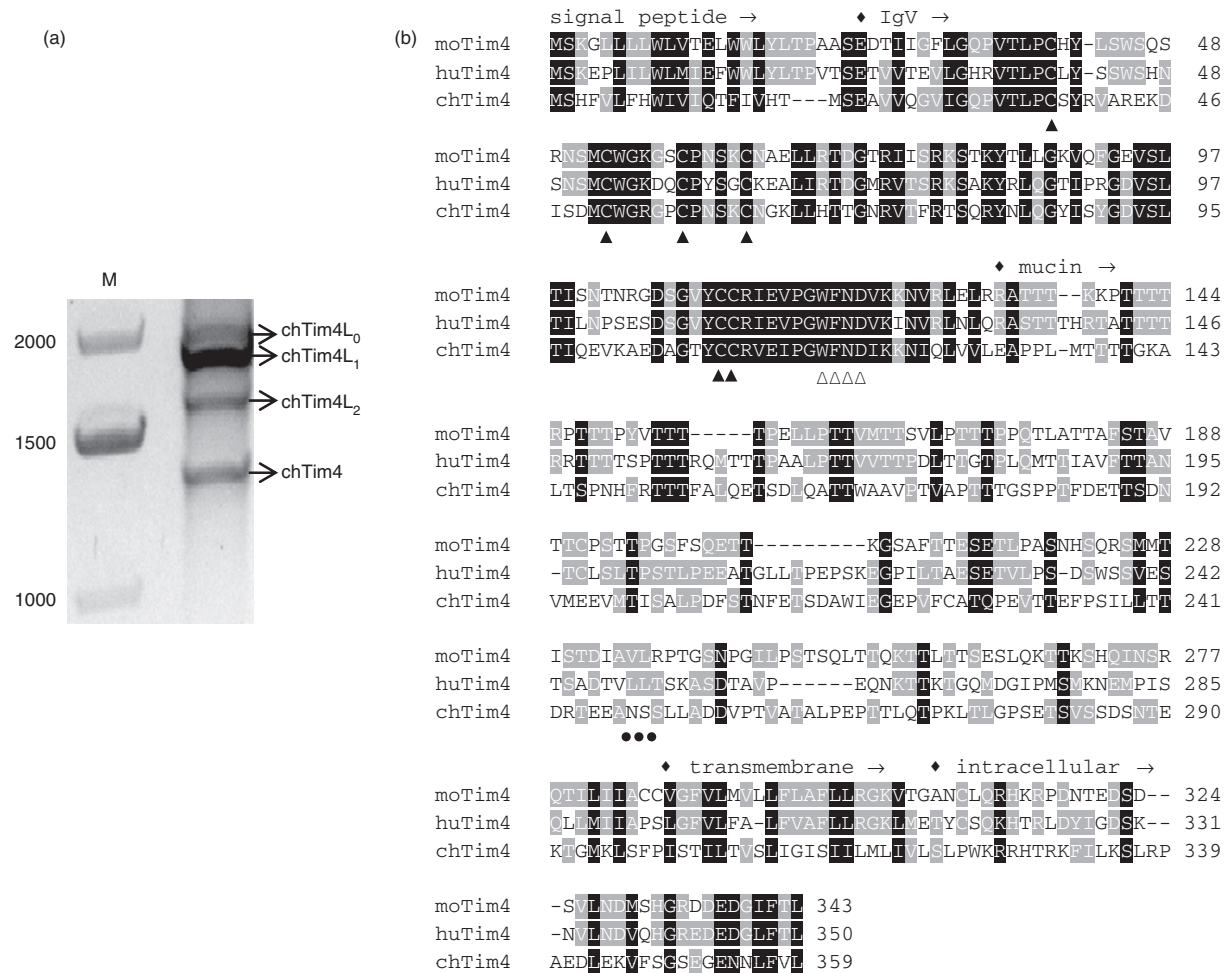 (a)
M
2000
1500
1000
chTim4L0
chTim4L1
chTim4L2
chTim4
(b)
signal peptide → ♦ IgV →
moTim4 MSKGLLLLWLVTELWWLYLTPAASEDTIIGFLGQPVTLPCHY-LSWSQS 48
huTim4 MSKEPLILWLMIEFWWLYLTPVTSETVVTEVLGHRVTLPCLY-SSWSHN 48
chTim4 MSHFVLFHWIVIQTFIVHT---MSEAVVQGVIGQPVTLPCSYRVAREKD 46
▲
moTim4 RNSMCWGKGSCPNSKCNAELLRTDGTRIISRKSTKYTLLGKVQFGEVSL 97
huTim4 SNSMCWGKDQCPYSGCKEALIRTDGMRVTSRKSAKYRLQGTIPRGDVSL 97
chTim4 ISDMCWGRGPCPNSKCNGKLLHTTGNRVTFRTSQRYNLQGYISYGDVSL 95
▲ ▲ ▲
♦ mucin →
moTim4 TISNTNRGDSGVYCCRIEVPGWFNDVKKNVRLELRRATTT--KKPTTTT 144
huTim4 TILNPSESDSGVYCCRIEVPGWFNDVKINVRLNLQRASTTTHRTATTTT 146
chTim4 TIQEVKAEDAGTYCCRVEIPGWFNDIKKNIQLVVLEAPPL-MTTTTGKA 143
▲▲ △△△△
moTim4 RPTTTPYVTTT-----TPELLPTTVMTTSVLPTTTPPQTLATTAFSTAV 188
huTim4 RRTTTTSPTTTRQMTTTPAALPTTVVTTPDLTTGTPLQMTTIAVFTTAN 195
chTim4 LTSPNHFRTTTFALQETSDLQATTWAAVPTVAPTTTGSPPTFDETTSDN 192
moTim4 TTCPSTTPGSFSQETT---------KGSAFTTESETLPASNHSQRSMMT 228
huTim4 -TCLSLTPSTLPEEATGLLTPEPSKEGPILTAESETVLPS-DSWSSVES 242
chTim4 VMEEVMTISALPDFSTNFETSDAWIEGEPVFCATQPEVTTEFPSILLTT 241
moTim4 ISTDIAVLRPTGSNPGILPSTSQLTTQKTTLTTSESLQKTTKSHQINSR 277
huTim4 TSADTVLLTSKASDTAVP------EQNKTTKTGQMDGIPMSMKNEMPIS 285
chTim4 DRTEEANSSLLADDVPTVATALPEPTTLQTPKLTLGPSETSVSSDSNTE 290
●●●
♦ transmembrane → ♦ intracellular →
moTim4 QTILIIACCVGFVLMVLLFLAFLLRGKVTGANCLQRHKRPDNTEDSD-- 324
huTim4 QLLMIIAPSLGFVLFA-LFVAFLLRGKLMETYCSQKHTRLDYIGDSK-- 331
chTim4 KTGMKLSFPISTILTVSLIGISIILMLIVLSLPWKRRHTRKFILKSLRP 339
moTim4 -SVLNDMSHGRDDEDGIFTL 343
huTim4 -NVLNDVQHGREDEDGLFTL 350
chTim4 AEDLEKVFSGSEGENNLFVL 359